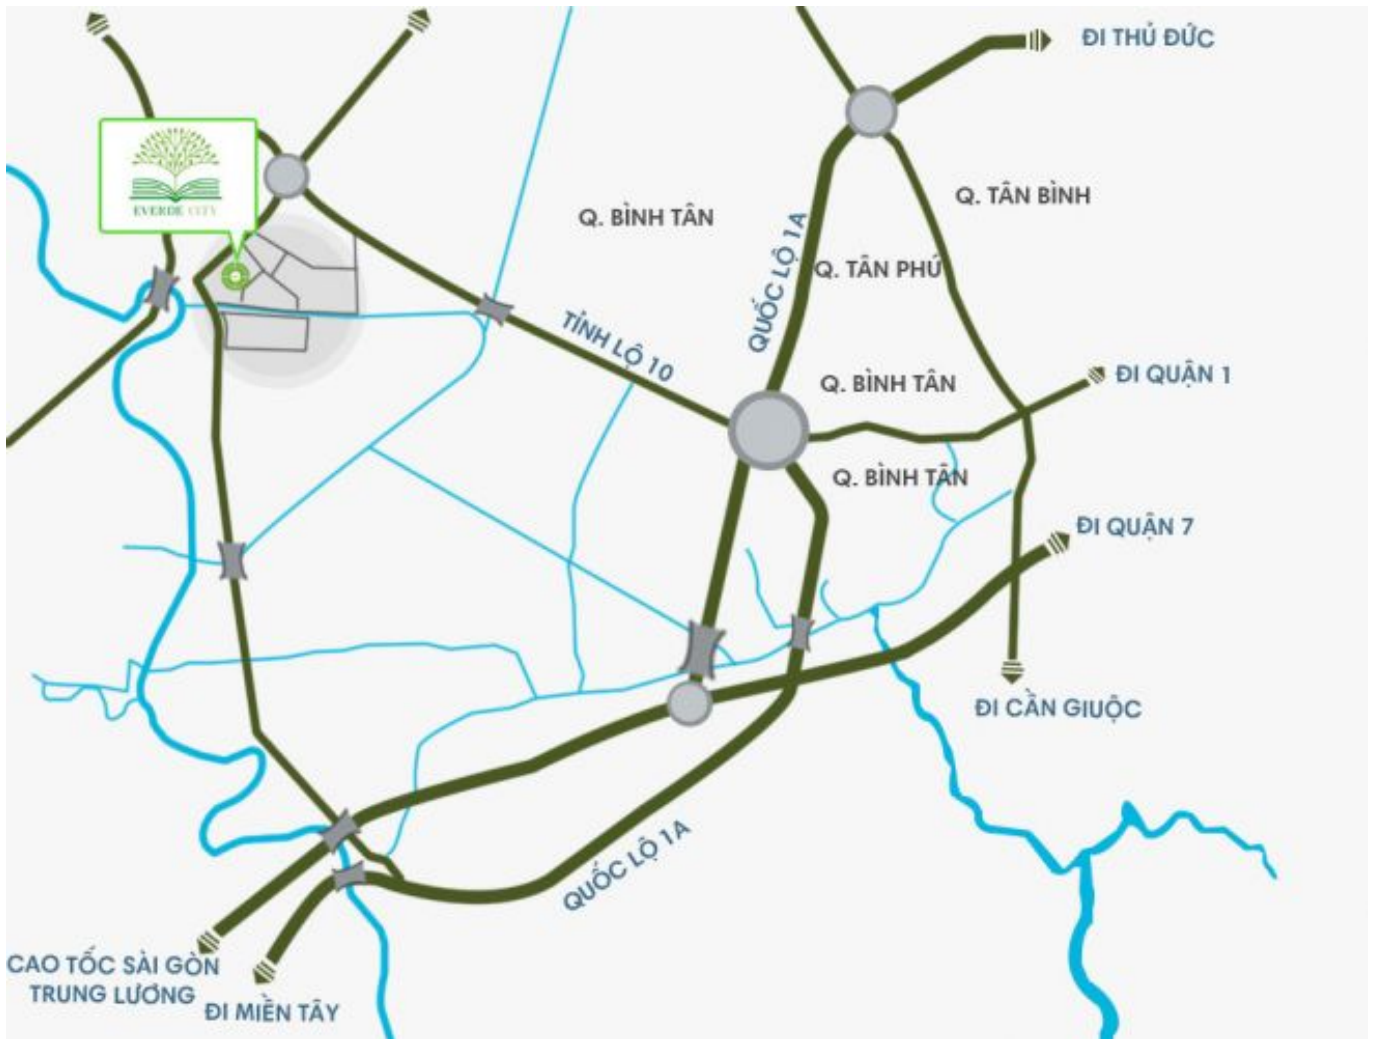 ĐI THỦ ĐỨC
EVERDE CITY
Q. TÂN BÌNH
Q. BÌNH TÂN
QUỐC LỘ 1A
Q. TÂN PHÚ
TỈNH LỘ 10
Q. BÌNH TÂN
ĐI QUẬN 1
Q. BÌNH TÂN
ĐI QUẬN 7
ĐI CẦN GIUỘC
QUỐC LỘ 1A
CAO TỐC SÀI GÒN
TRUNG LƯƠNG
ĐI MIỀN TÂY